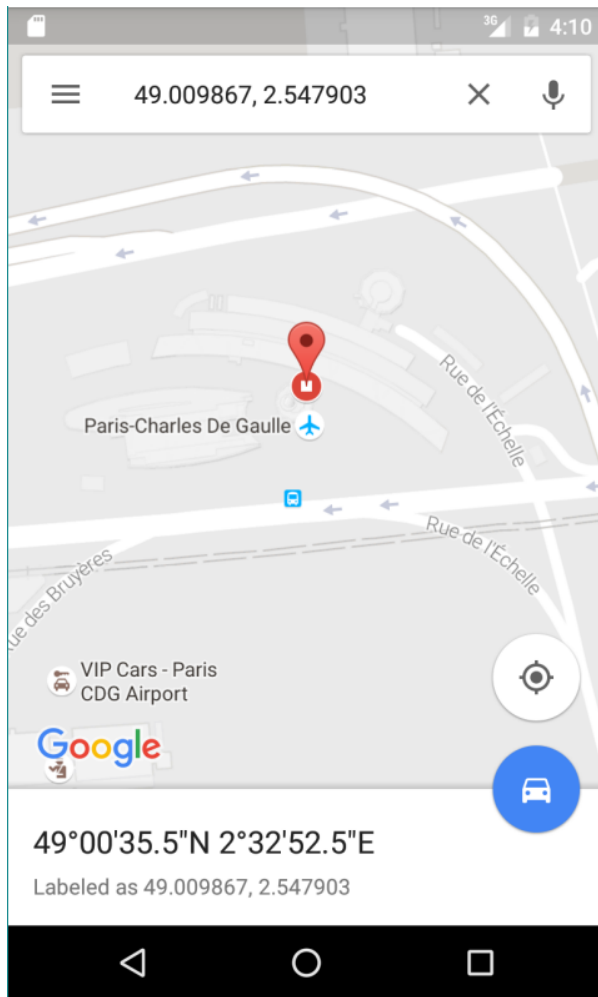 3G 4:10
49.009867, 2.547903
Rue de l'Échelle
Paris-Charles De Gaulle
Rue de l'Échelle
Rue des Bruyères
VIP Cars - Paris
CDG Airport
Google
49°00'35.5"N 2°32'52.5"E
Labeled as 49.009867, 2.547903